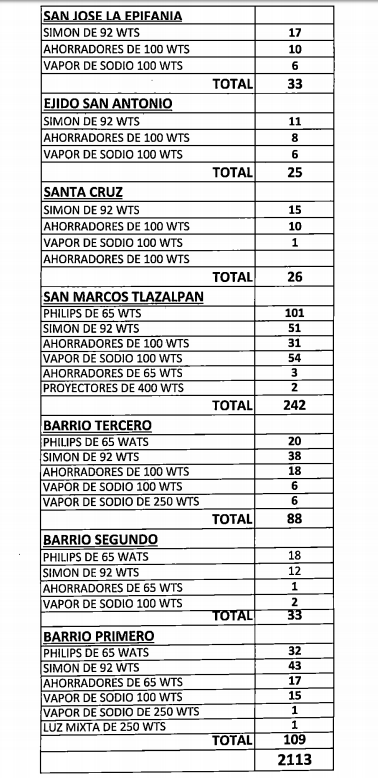 SAN JOSE LA EPIFANIA
SIMON DE 92 WTS 17
AHORRADORES DE 100 WTS 10
VAPOR DE SODIO 100 WTS 6
TOTAL 33
EJIDO SAN ANTONIO
SIMON DE 92 WTS 11
AHORRADORES DE 100 WTS 8
VAPOR DE SODIO 100 WTS 6
TOTAL 25
SANTA CRUZ
SIMON DE 92 WTS 15
AHORRADORES DE 100 WTS 10
VAPOR DE SODIO 100 WTS 1
AHORRADORES DE 100 WTS
TOTAL 26
SAN MARCOS TLAZALPAN
PHILIPS DE 65 WTS 101
SIMON DE 92 WTS 51
AHORRADORES DE 100 WTS 31
VAPOR DE SODIO 100 WTS 54
AHORRADORES DE 65 WTS 3
PROYECTORES DE 400 WTS 2
TOTAL 242
BARRIO TERCERO
PHILIPS DE 65 WATS 20
SIMON DE 92 WTS 38
AHORRADORES DE 100 WTS 18
VAPOR DE SODIO 100 WTS 6
VAPOR DE SODIO DE 250 WTS 6
TOTAL 88
BARRIO SEGUNDO
PHILIPS DE 65 WATS 18
SIMON DE 92 WTS 12
AHORRADORES DE 65 WTS 1
VAPOR DE SODIO 100 WTS 2
TOTAL 33
BARRIO PRIMERO
PHILIPS DE 65 WATS 32
SIMON DE 92 WTS 43
AHORRADORES DE 65 WTS 17
VAPOR DE SODIO 100 WTS 15
VAPOR DE SODIO DE 250 WTS 1
LUZ MIXTA DE 250 WTS 1
TOTAL 109
2113